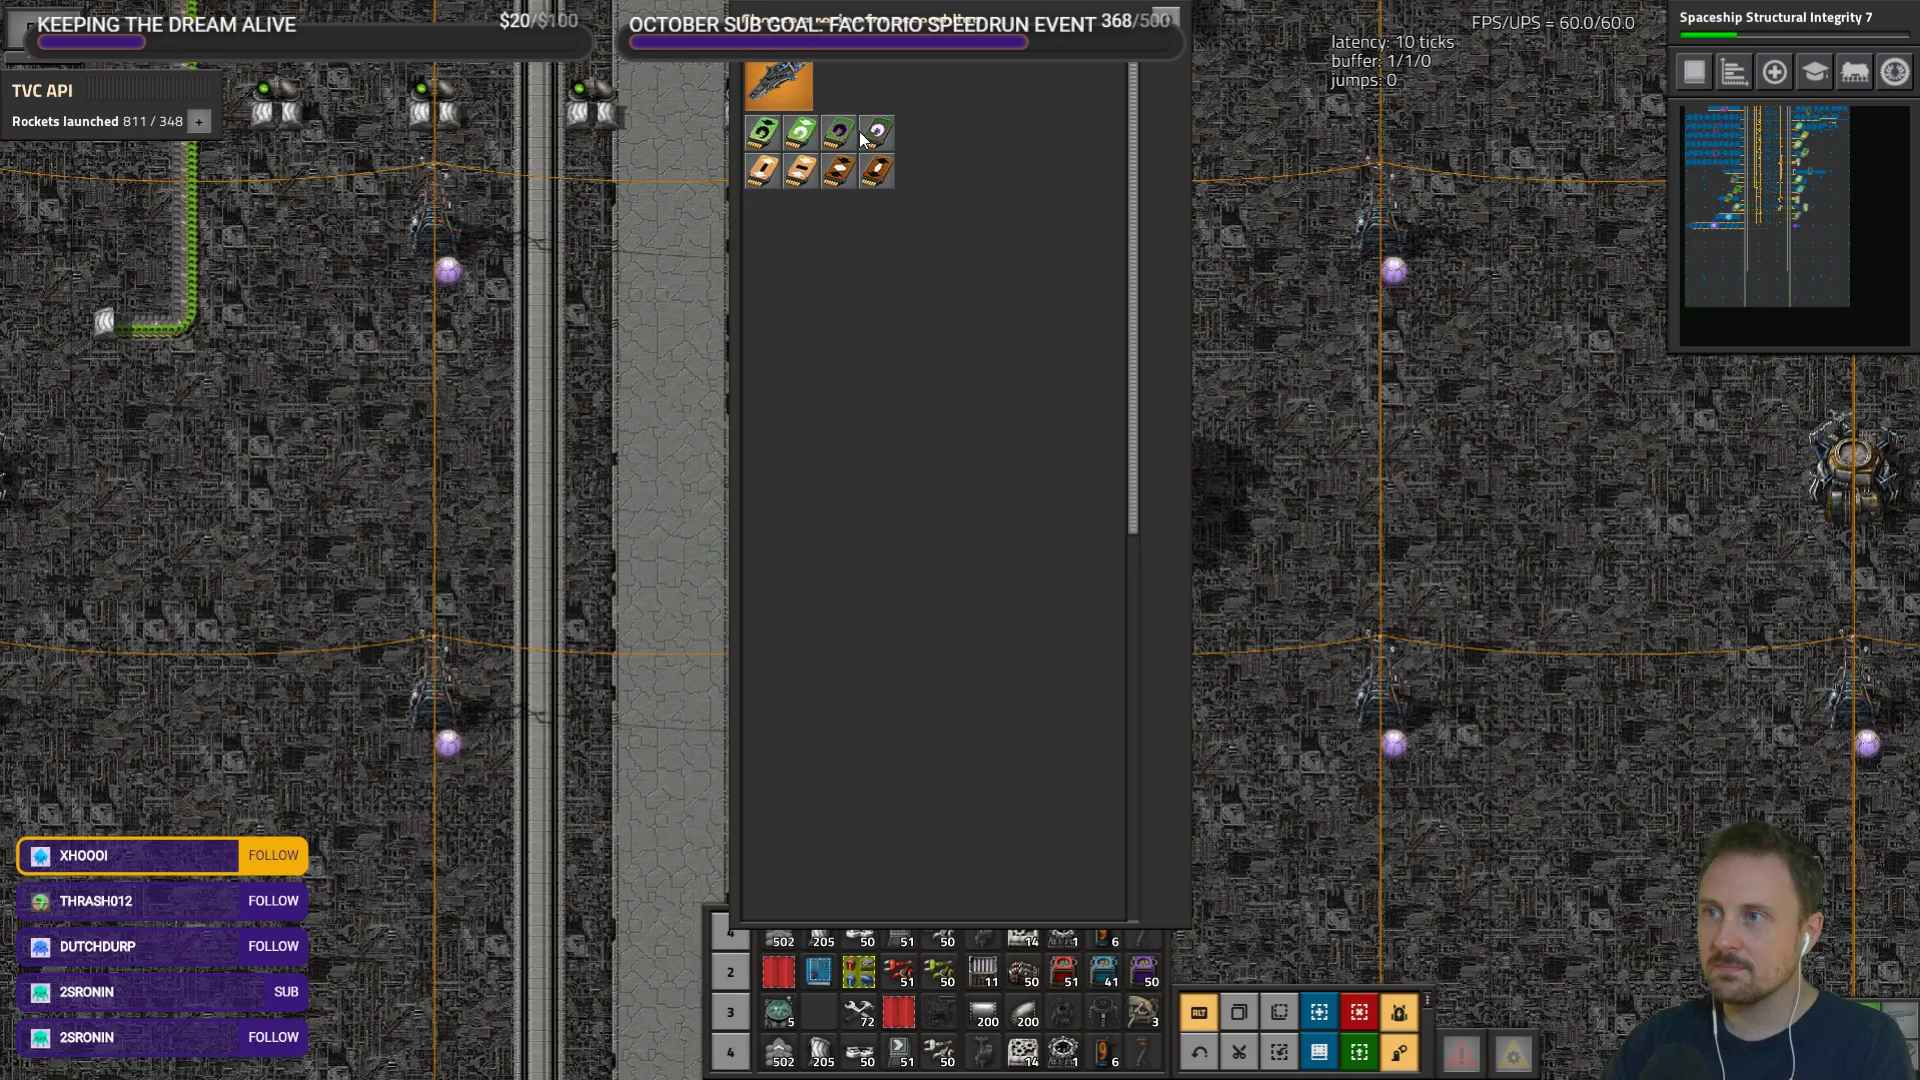 KEEPING THE DREAM ALIVE $20/$100
OCTOBER SUB GOAL: FACTORIO SPEEDRUN EVENT 368/500
FPS/UPS = 60.0/60.0
latency: 10 ticks
buffer: 1/1/0
jumps: 0
Spaceship Structural Integrity 7
TVC API
Rockets launched 811 / 348 +
XHOOOI FOLLOW
THRASH012 FOLLOW
DUTCHDURP FOLLOW
2SRONIN SUB
2SRONIN FOLLOW
4 502 205 50 51 50 14 1 6
2 51 50 11 50 51 41 50
3 5 72 200 200 3
4 502 205 50 51 50 14 1 6
ALT